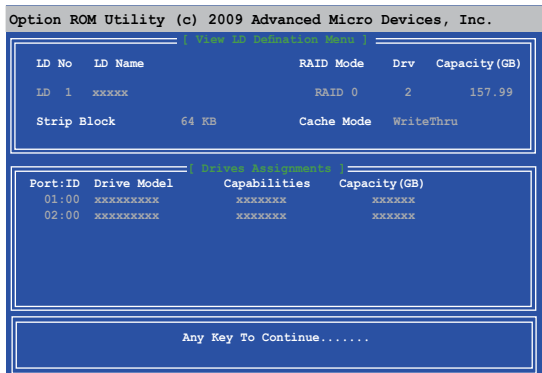 Option ROM Utility (c) 2009 Advanced Micro Devices, Inc.
[ View LD Defination Menu ]
LD No LD Name RAID Mode Drv Capacity(GB)
LD 1 xxxxx RAID 0 2 157.99
Strip Block 64 KB Cache Mode WriteThru
[ Drives Assignments ]
Port:ID Drive Model Capabilities Capacity(GB)
01:00 xxxxxxxxx xxxxxxx xxxxxx
02:00 xxxxxxxxx xxxxxxx xxxxxx
Any Key To Continue.......